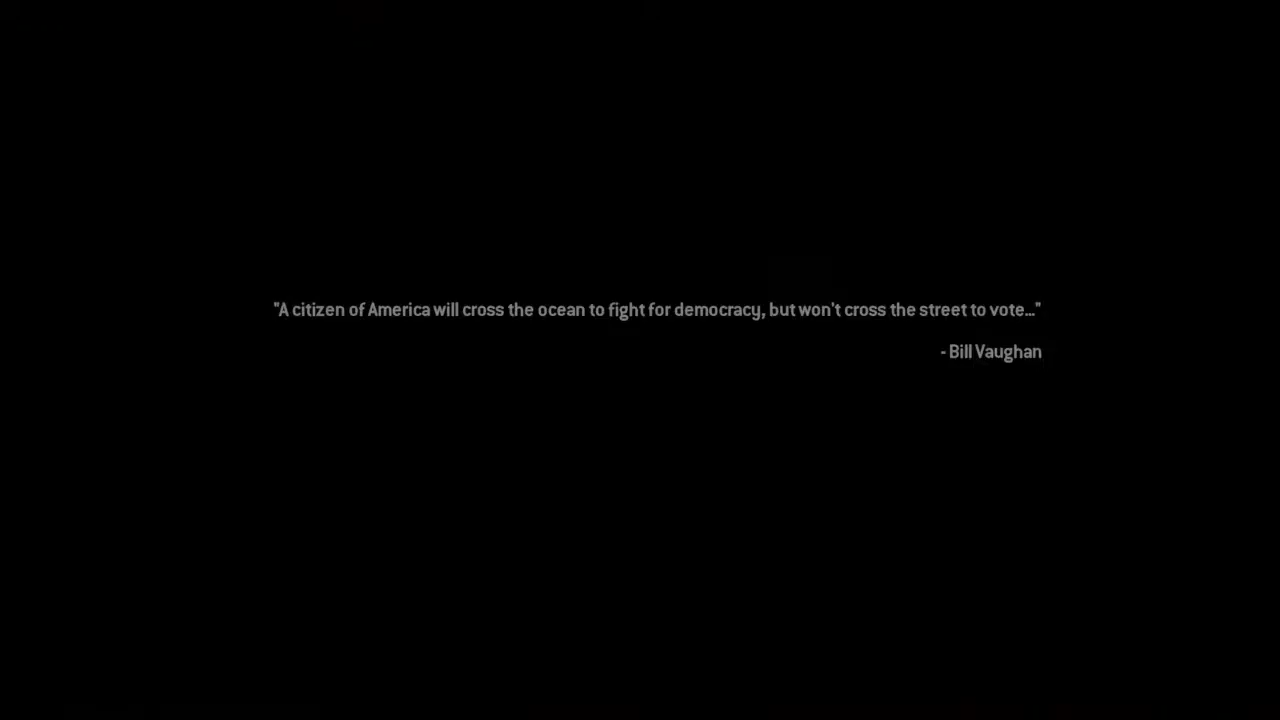 "A citizen of America will cross the ocean to fight for democracy, but won't cross the street to vote..."
- Bill Vaughan